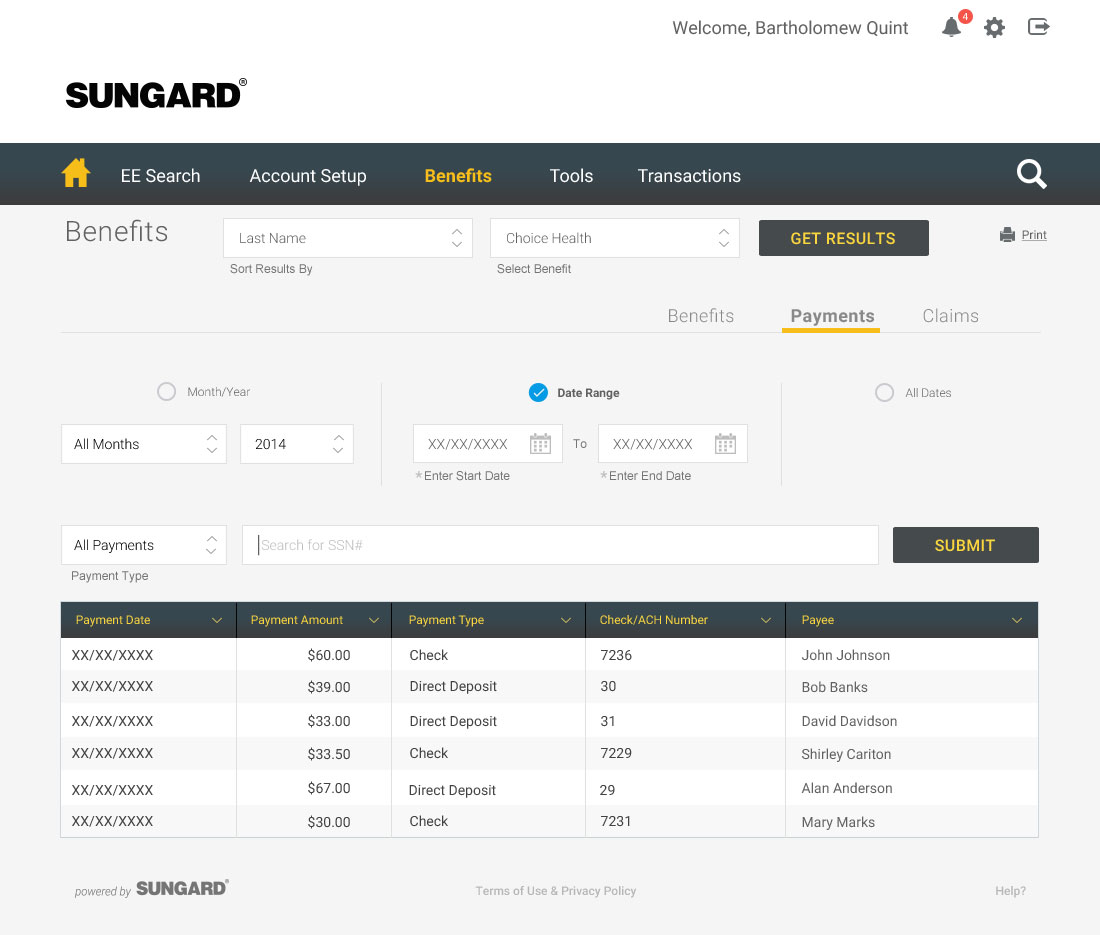 Welcome, Bartholomew Quint 4
SUNGARD®
EE Search Account Setup Benefits Tools Transactions
Benefits Last Name Choice Health GET RESULTS Print
Sort Results By Select Benefit
Benefits Payments Claims
Month/Year Date Range All Dates
All Months 2014 XX/XX/XXXX To XX/XX/XXXX
*Enter Start Date *Enter End Date
All Payments Search for SSN# SUBMIT
Payment Type
Payment Date Payment Amount Payment Type Check/ACH Number Payee
XX/XX/XXXX $60.00 Check 7236 John Johnson
XX/XX/XXXX $39.00 Direct Deposit 30 Bob Banks
XX/XX/XXXX $33.00 Direct Deposit 31 David Davidson
XX/XX/XXXX $33.50 Check 7229 Shirley Cariton
XX/XX/XXXX $67.00 Direct Deposit 29 Alan Anderson
XX/XX/XXXX $30.00 Check 7231 Mary Marks
powered by SUNGARD® Terms of Use & Privacy Policy Help?